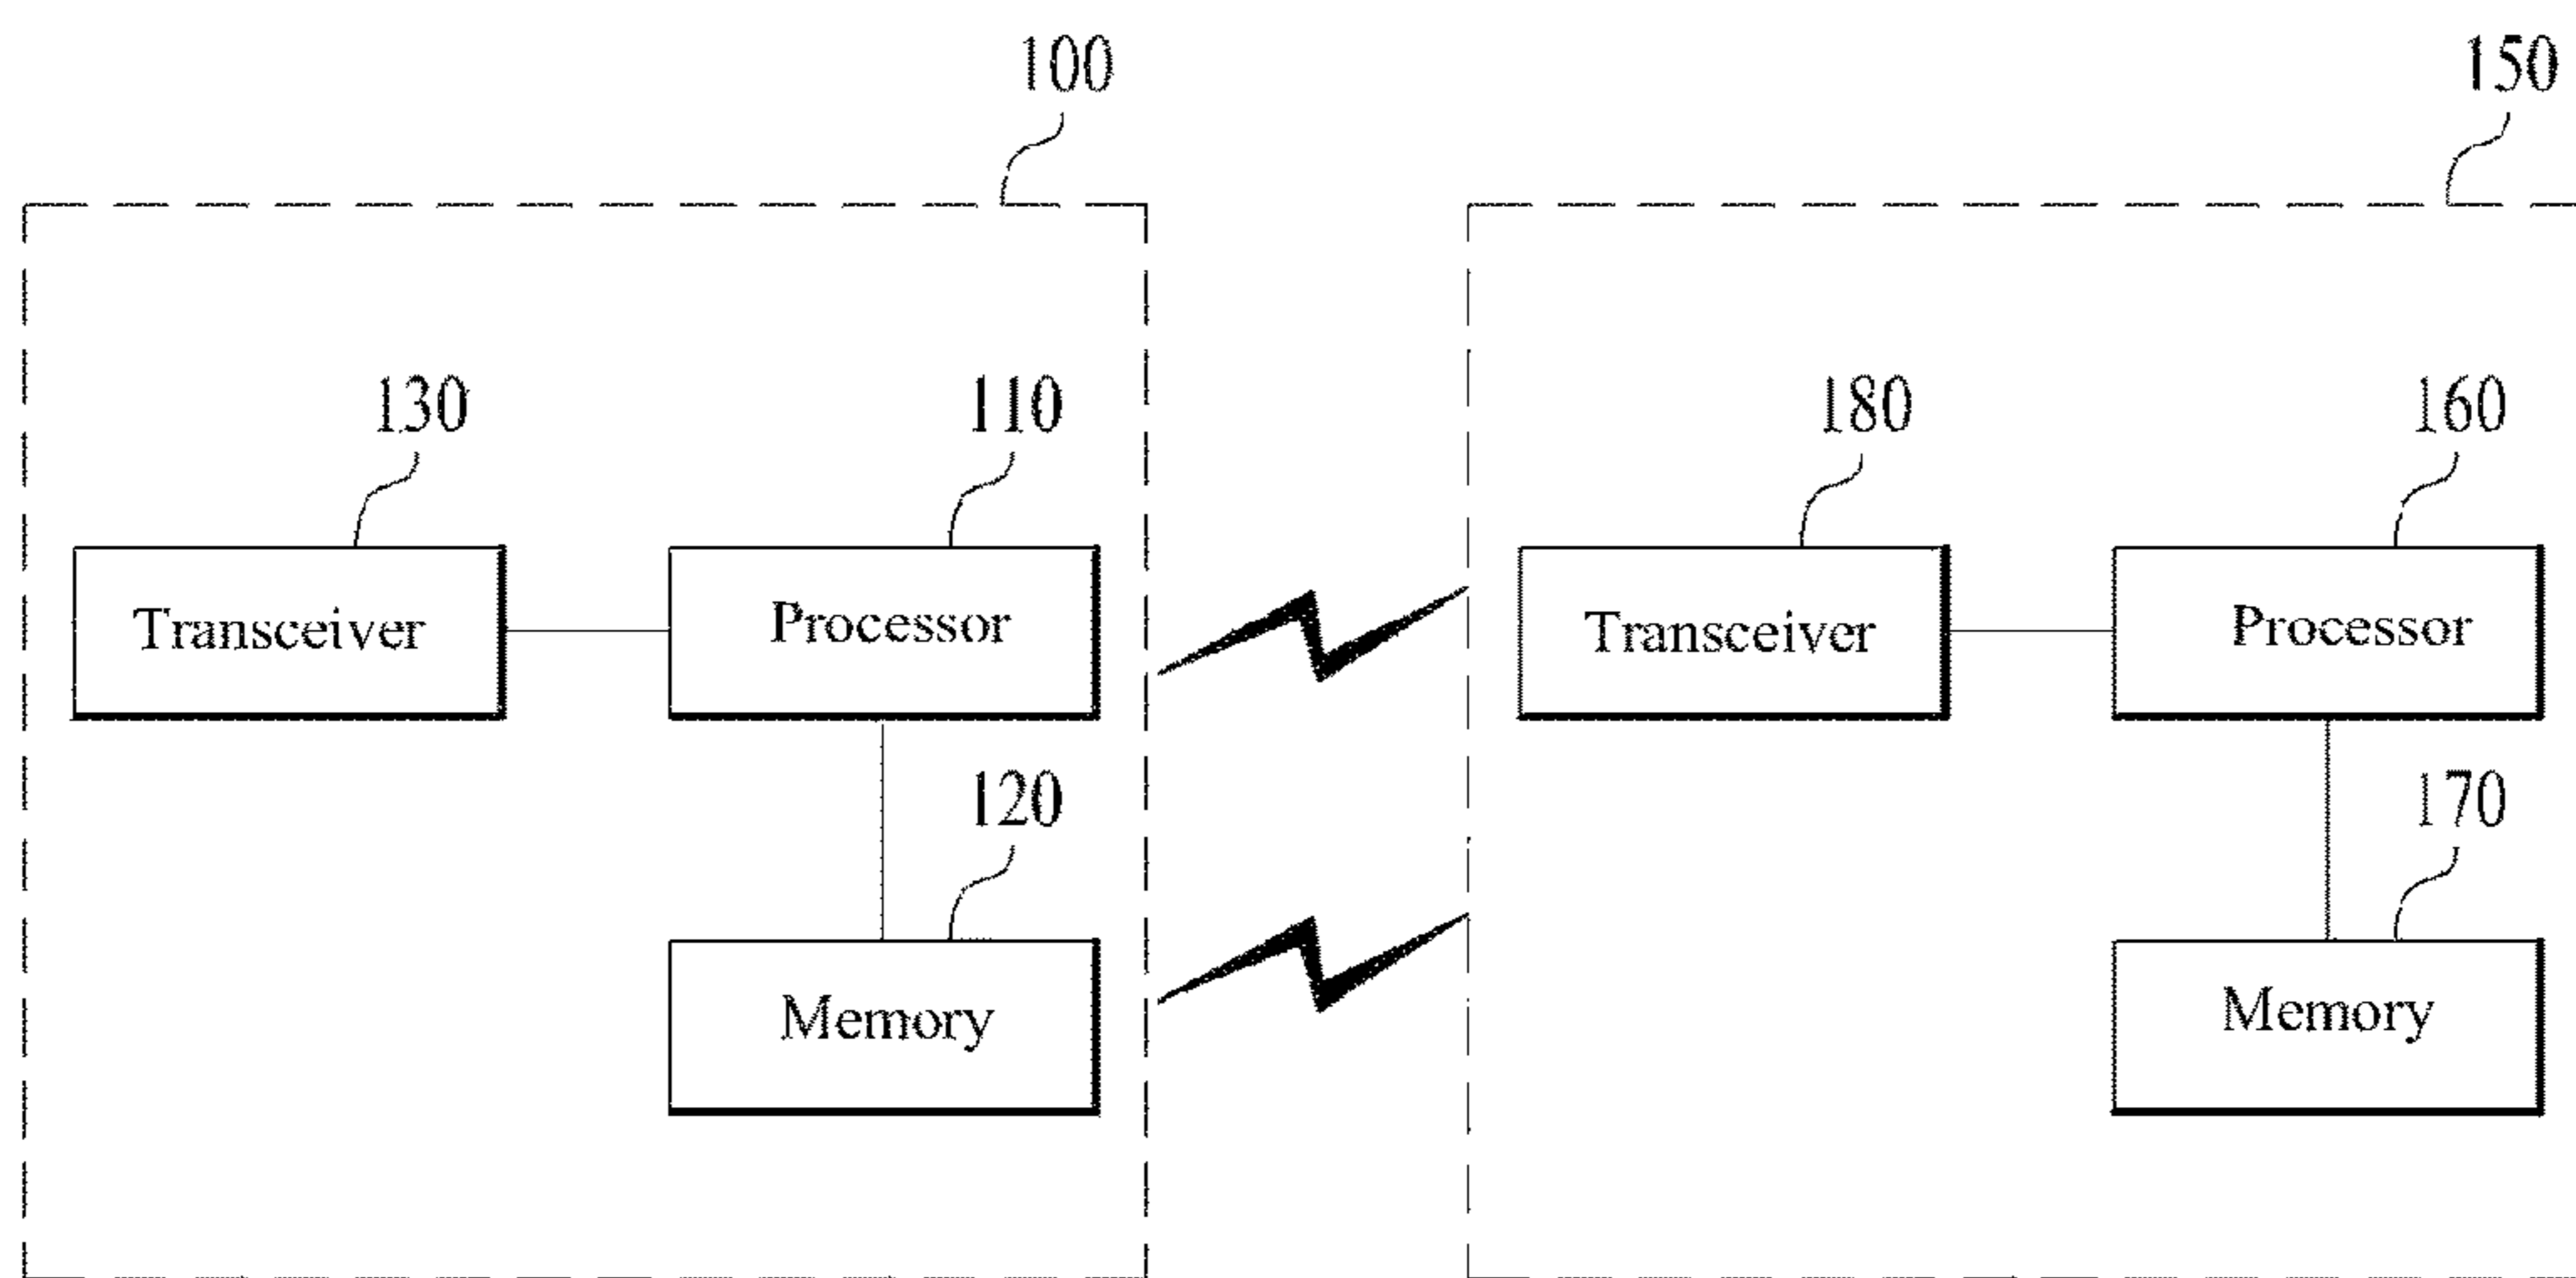 100 150
130 110 180 160
Transceiver Processor Transceiver Processor
120 170
Memory Memory